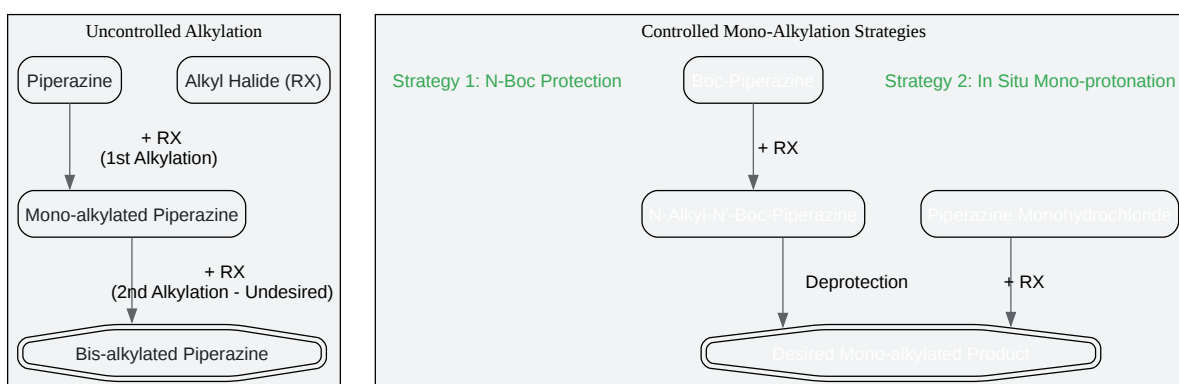 Uncontrolled Alkylation
Piperazine
Alkyl Halide (RX)
+ RX
(1st Alkylation)
Mono-alkylated Piperazine
+ RX
(2nd Alkylation - Undesired)
Bis-alkylated Piperazine
Controlled Mono-Alkylation Strategies
Strategy 1: N-Boc Protection
Boc-Piperazine
Strategy 2: In Situ Mono-protonation
+ RX
N-Alkyl-N'-Boc-Piperazine
Piperazine Monohydrochloride
Deprotection
+ RX
Desired Mono-alkylated Product